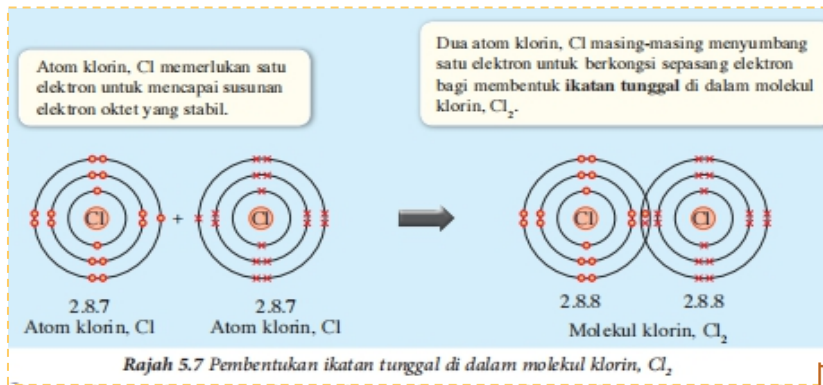 Atom klorin, Cl memerlukan satu
elektron untuk mencapai susunan
elektron oktet yang stabil.
Dua atom klorin, Cl masing-masing menyumbang
satu elektron untuk berkongsi sepasang elektron
bagi membentuk ikatan tunggal di dalam molekul
klorin, Cl₂.
Cl + Cl
Cl Cl
2.8.7 2.8.7
Atom klorin, Cl Atom klorin, Cl
2.8.8 2.8.8
Molekul klorin, Cl₂
Rajah 5.7 Pembentukan ikatan tunggal di dalam molekul klorin, Cl₂